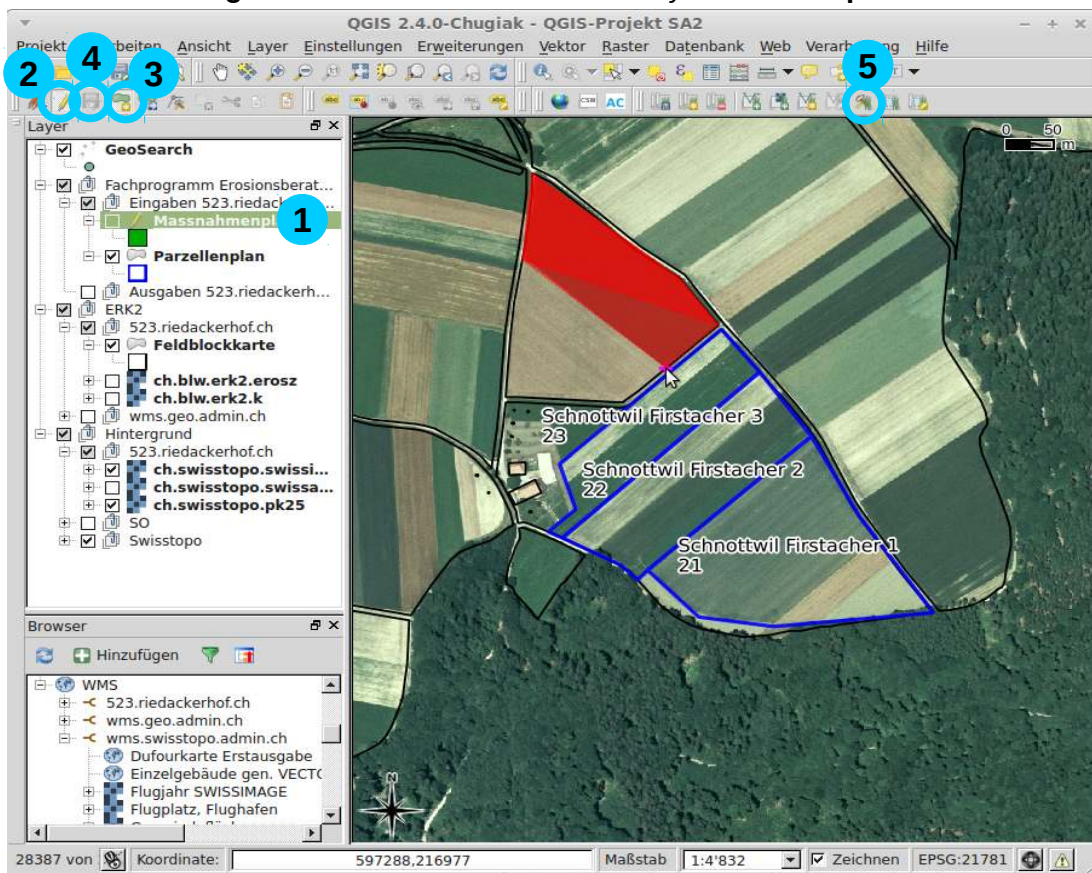 QGIS 2.4.0-Chugiak - QGIS-Projekt SA2
Projekt Ansicht Layer Einstellungen Erweiterungen Vektor Raster Datenbank Web Hilfe
2
4
3
5
abc
CSW
AC
Layer
GeoSearch
Fachprogramm Erosionsberat...
Eingaben 523.riedack
1
Parzellenplan
Ausgaben 523.riedackerh...
ERK2
523.riedackerhof.ch
Feldblockkarte
ch.blw.erk2.erosz
ch.blw.erk2.k
wms.geo.admin.ch
Hintergrund
523.riedackerhof.ch
ch.swisstopo.swissi...
ch.swisstopo.swissa...
ch.swisstopo.pk25
SO
Swisstopo
0 50
m
Schnottwil Firstacher 3
23
Schnottwil Firstacher 2
22
Schnottwil Firstacher 1
21
N
Browser
Hinzufügen
WMS
523.riedackerhof.ch
wms.geo.admin.ch
wms.swisstopo.admin.ch
Dufourkarte Erstausgabe
Einzelgebäude gen. VECTO
Flugjahr SWISSIMAGE
Flugplatz, Flughafen
28387 von Koordinate: 597288,216977 Maßstab 1:4'832 Zeichnen EPSG:21781